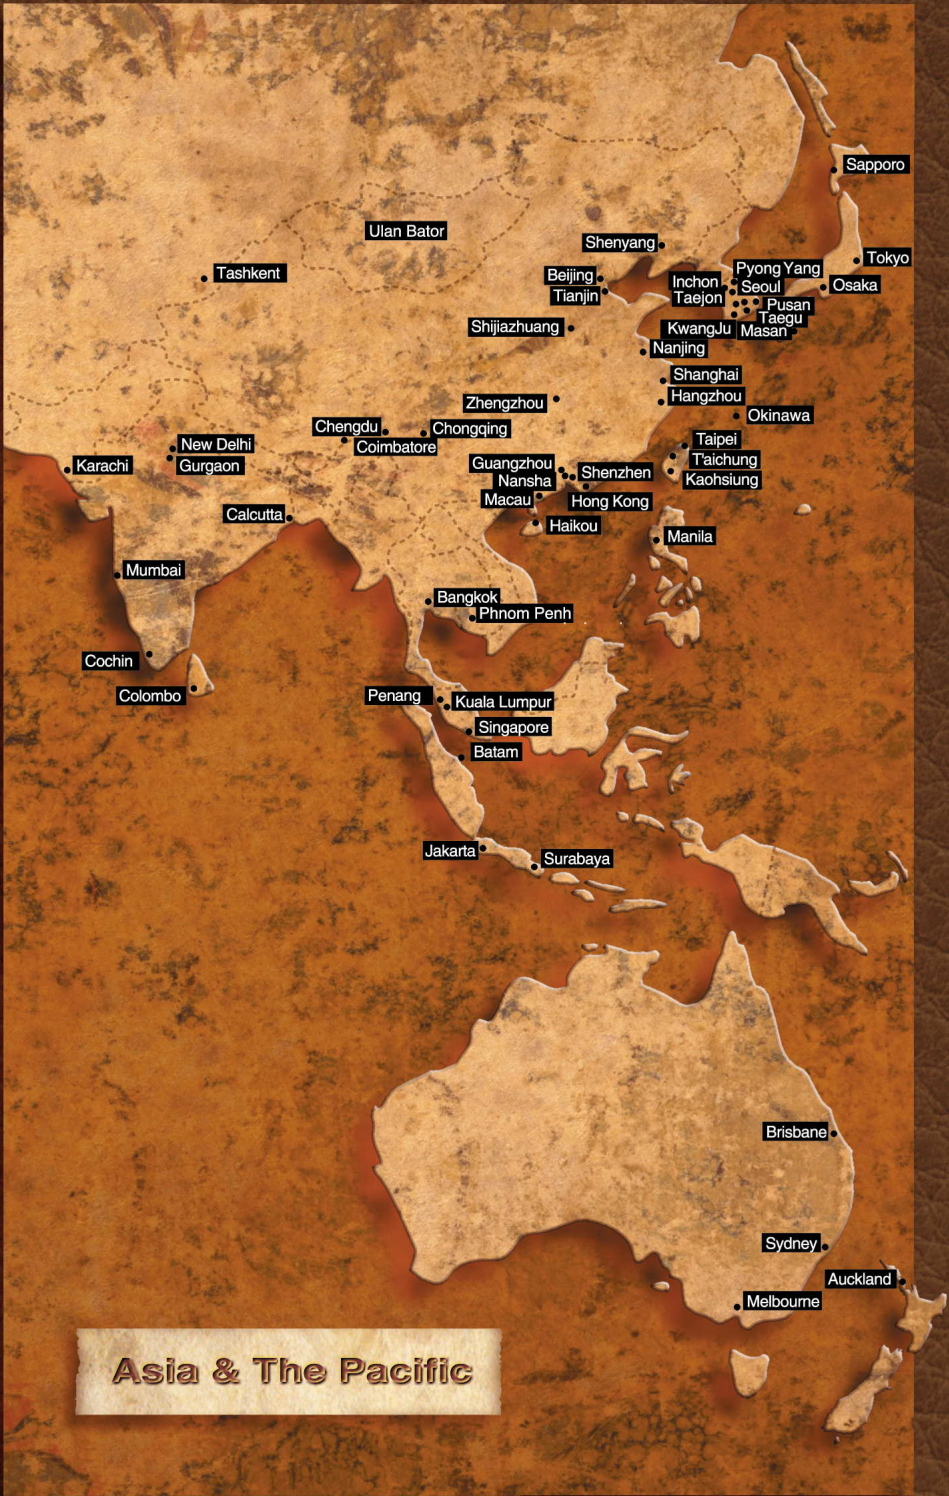 Sapporo
Ulan Bator
Shenyang
Tokyo
Tashkent
Beijing
Pyong Yang
Inchon
Seoul
Osaka
Tianjin
Taejon
Pusan
Taegu
Shijiazhuang
KwangJu
Masan
Nanjing
Shanghai
Hangzhou
Zhengzhou
Okinawa
Chengdu
Chongqing
Coimbatore
Taipei
New Delhi
T'aichung
Karachi
Gurgaon
Guangzhou
Shenzhen
Nansha
Kaohsiung
Macau
Hong Kong
Calcutta
Haikou
Manila
Mumbai
Bangkok
Phnom Penh
Cochin
Colombo
Penang
Kuala Lumpur
Singapore
Batam
Jakarta
Surabaya
Brisbane
Sydney
Auckland
Melbourne
Asia & The Pacific